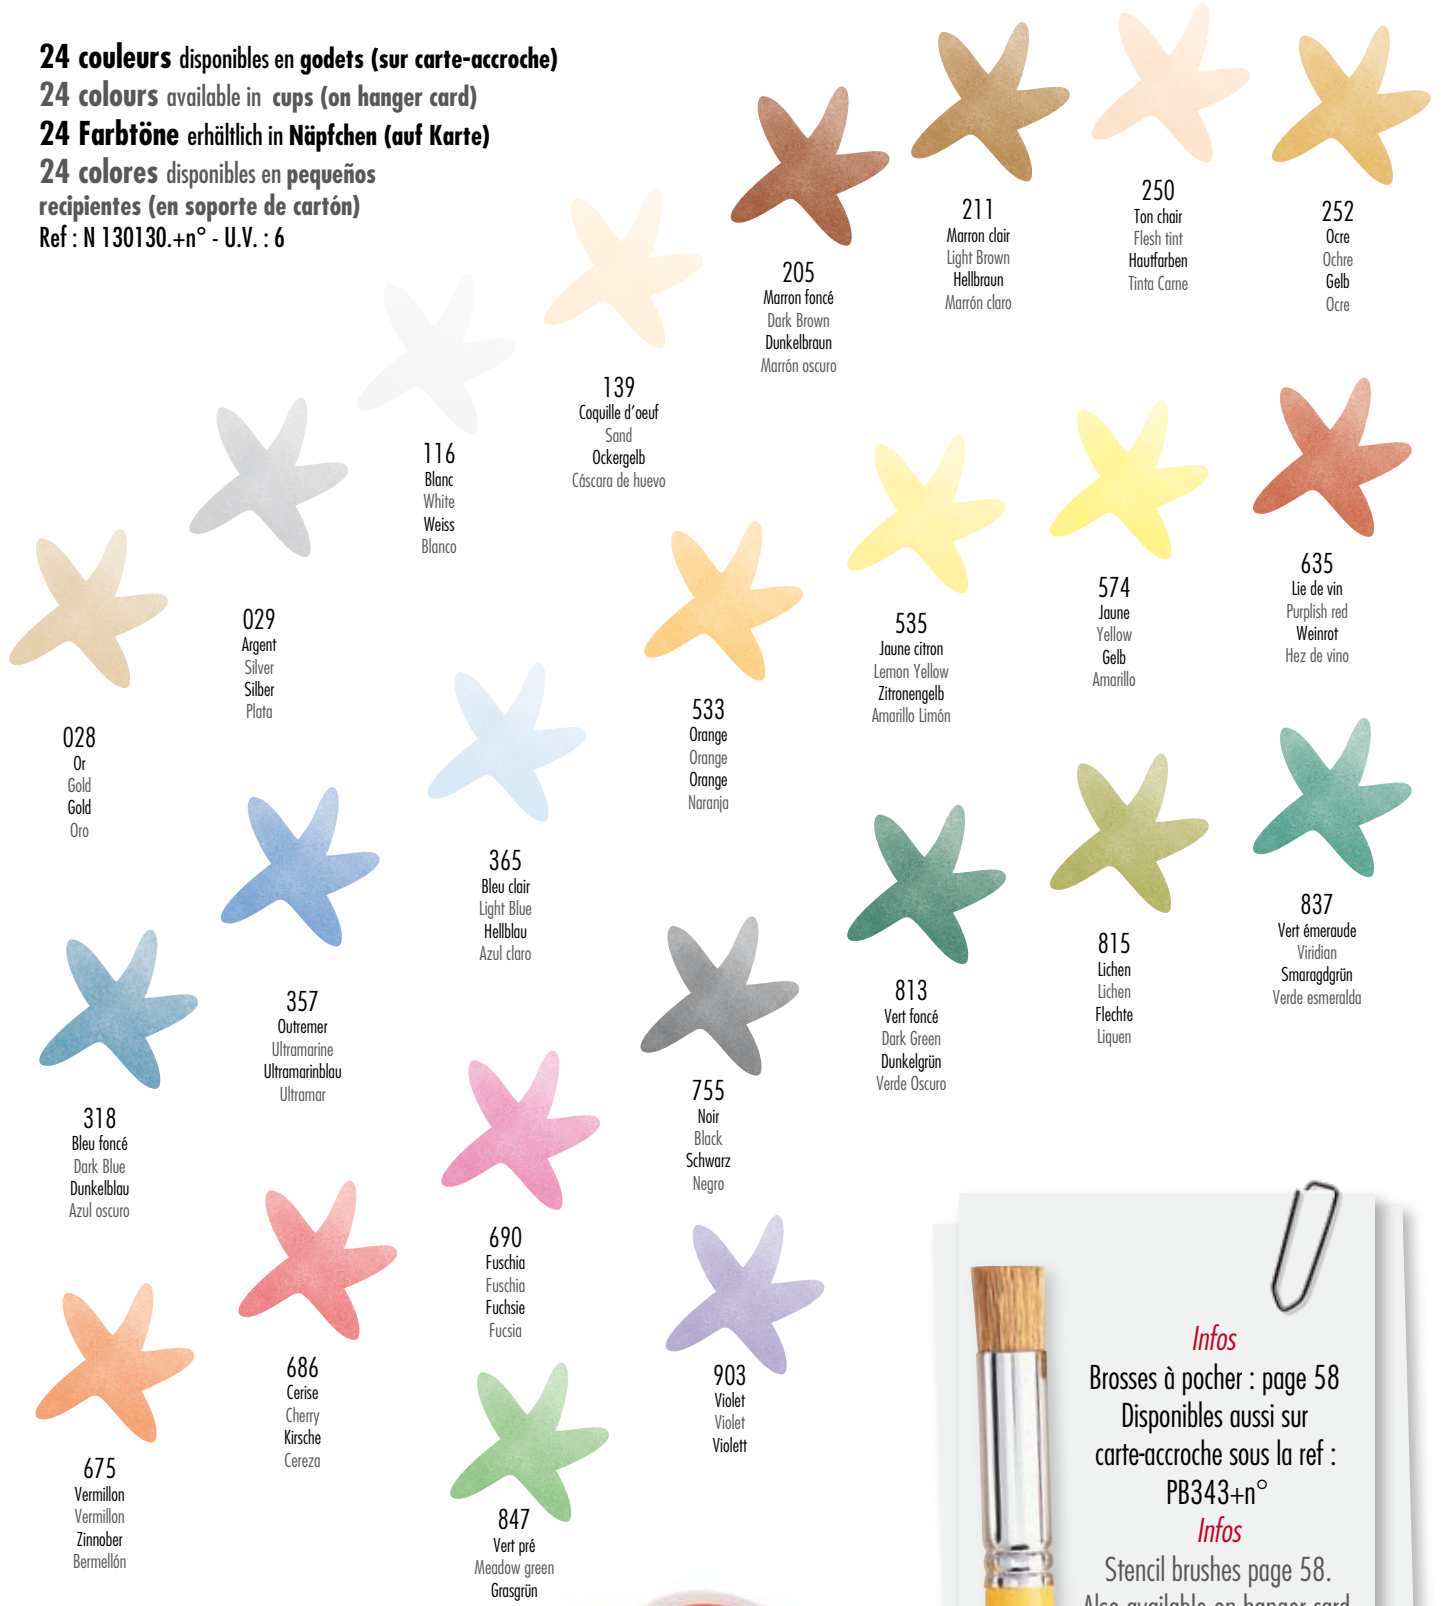 24 couleurs disponibles en godets (sur carte-accroche)
24 colours available in cups (on hanger card)
24 Farbtöne erhältlich in Näpfchen (auf Karte)
24 colores disponibles en pequeños
recipientes (en soporte de cartón)
Ref : N 130130.+n° - U.V. : 6
205
Marron foncé
Dark Brown
Dunkelbraun
Marrón oscuro
211
Marron clair
Light Brown
Hellbraun
Marrón claro
250
Ton chair
Flesh tint
Hautfarben
Tinta Carne
252
Ocre
Ochre
Gelb
Ocre
139
Coquille d'oeuf
Sand
Ockergelb
Cáscara de huevo
116
Blanc
White
Weiss
Blanco
029
Argent
Silver
Silber
Plata
028
Or
Gold
Gold
Oro
533
Orange
Orange
Orange
Naranja
535
Jaune citron
Lemon Yellow
Zitronengelb
Amarillo Limón
574
Jaune
Yellow
Gelb
Amarillo
635
Lie de vin
Purplish red
Weinrot
Hez de vino
365
Bleu clair
Light Blue
Hellblau
Azul claro
357
Outremer
Ultramarine
Ultramarinblau
Ultramar
318
Bleu foncé
Dark Blue
Dunkelblau
Azul oscuro
755
Noir
Black
Schwarz
Negro
813
Vert foncé
Dark Green
Dunkelgrün
Verde Oscuro
815
Lichen
Lichen
Flechte
Liquen
837
Vert émeraude
Viridian
Smaragdgrün
Verde esmeralda
690
Fuschia
Fuschia
Fuchsie
Fucsia
686
Cerise
Cherry
Kirsche
Cereza
675
Vermillon
Vermillon
Zinnober
Bermellón
903
Violet
Violet
Violett
847
Vert pré
Meadow green
Grasgrün
Infos
Brosses à pocher : page 58
Disponibles aussi sur
carte-accroche sous la ref :
PB343+n°
Infos
Stencil brushes page 58.
Also available on hanger card